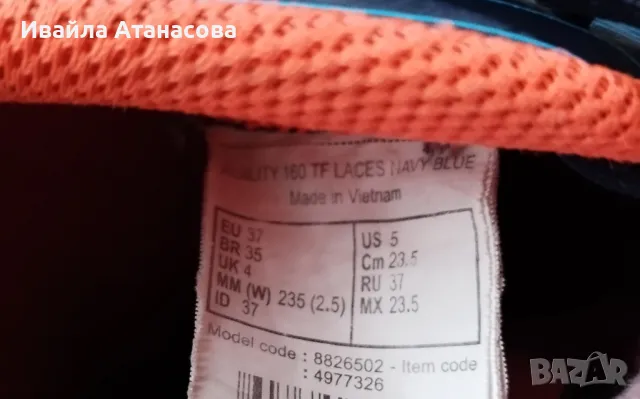 Ивайла Атанасова
160 TF LACES NAVY BLUE
Made in Vietnam
EU 37
BR 35
UK 4
MM (W) 235 (2.5)
ID 37
US 5
Cm 23.5
RU 37
MX 23.5
Model code : 8826502 - Item code
: 4977326
BAZAR